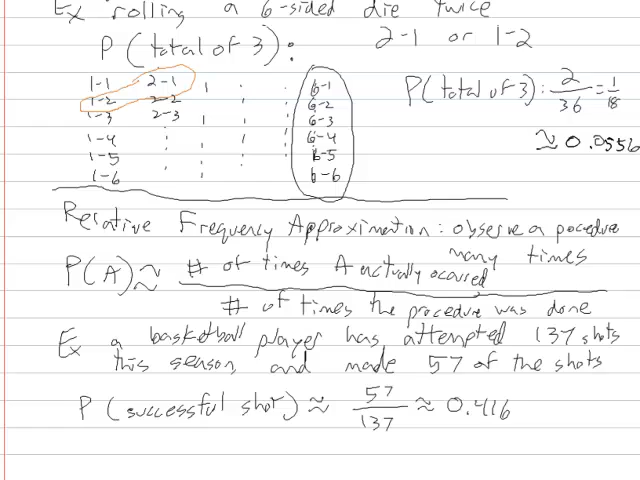 Ex rolling a 6-sided die twice
P(total of 3): 2-1 or 1-2
1-1 2-1 6-1
1-2 2-2 6-2
1-3 2-3 6-3
1-4 6-4
1-5 6-5
1-6 6-6
P(total of 3): 2/36 = 1/18
≈ 0.0556
Relative Frequency Approximation: observe a procedure
many times
P(A) ≈ # of times A actually occured
# of times the procedure was done
Ex a basketball player has attempted 137 shots
this season, and made 57 of the shots
P(successful shot) ≈ 57/137 ≈ 0.416